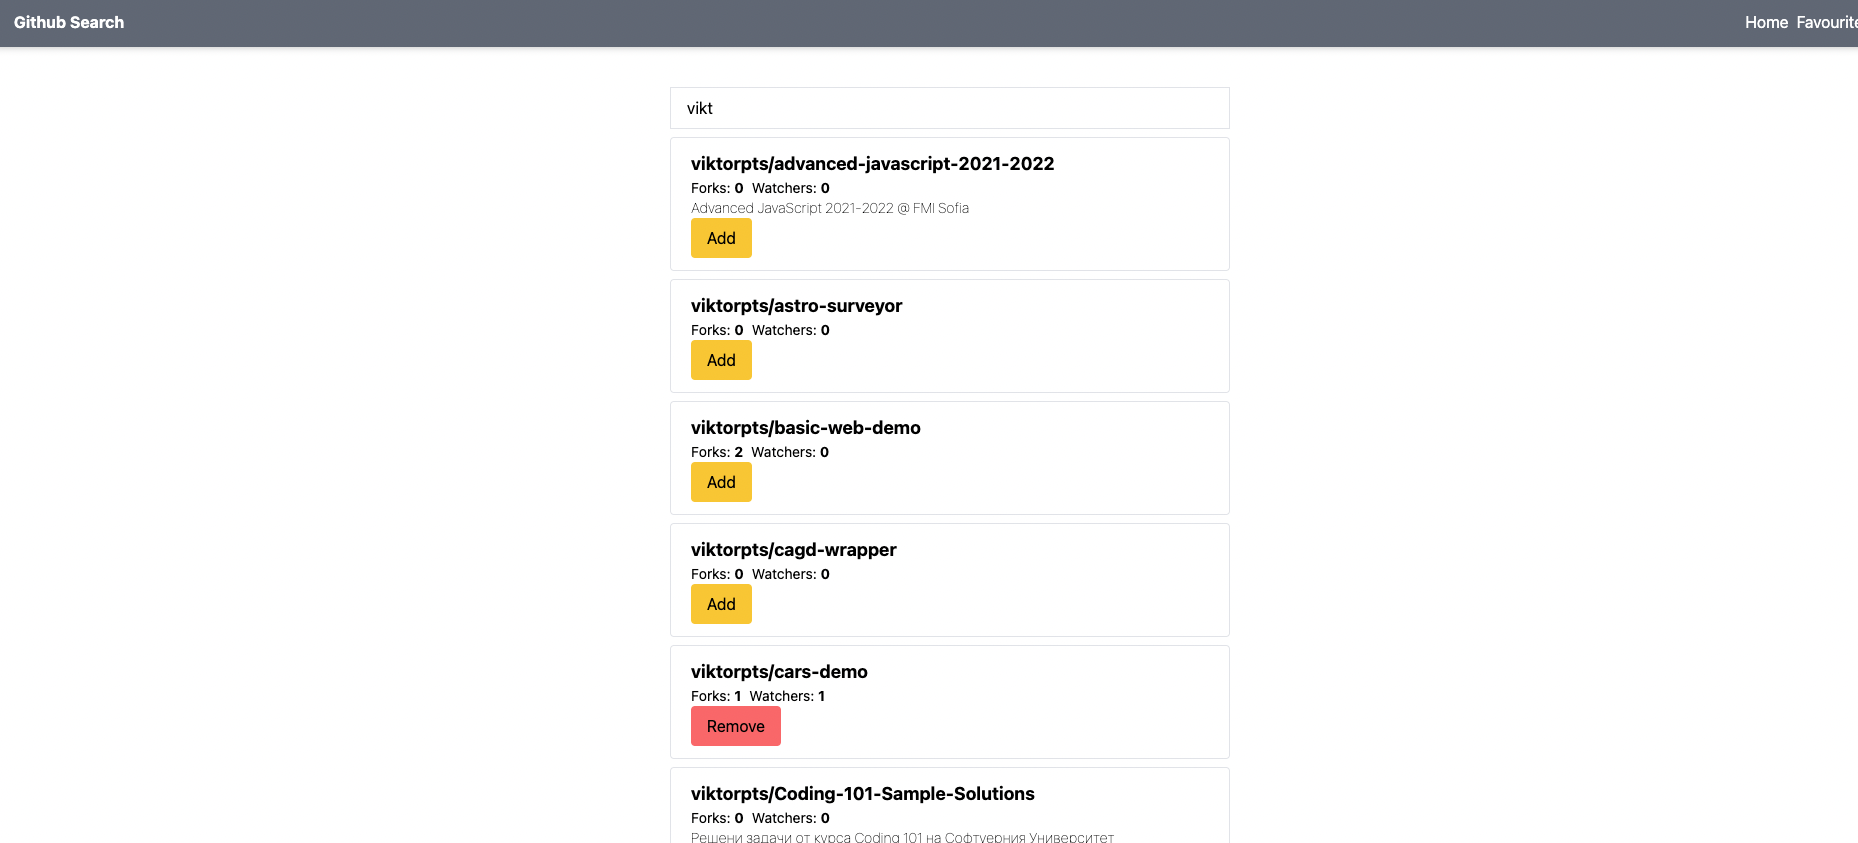 Github Search
Home Favourite
vikt
viktorpts/advanced-javascript-2021-2022
Forks: 0 Watchers: 0
Advanced JavaScript 2021-2022 @ FMI Sofia
Add
viktorpts/astro-surveyor
Forks: 0 Watchers: 0
Add
viktorpts/basic-web-demo
Forks: 2 Watchers: 0
Add
viktorpts/cagd-wrapper
Forks: 0 Watchers: 0
Add
viktorpts/cars-demo
Forks: 1 Watchers: 1
Remove
viktorpts/Coding-101-Sample-Solutions
Forks: 0 Watchers: 0
Решени задачи от курса Coding 101 на Софтуерния Университет